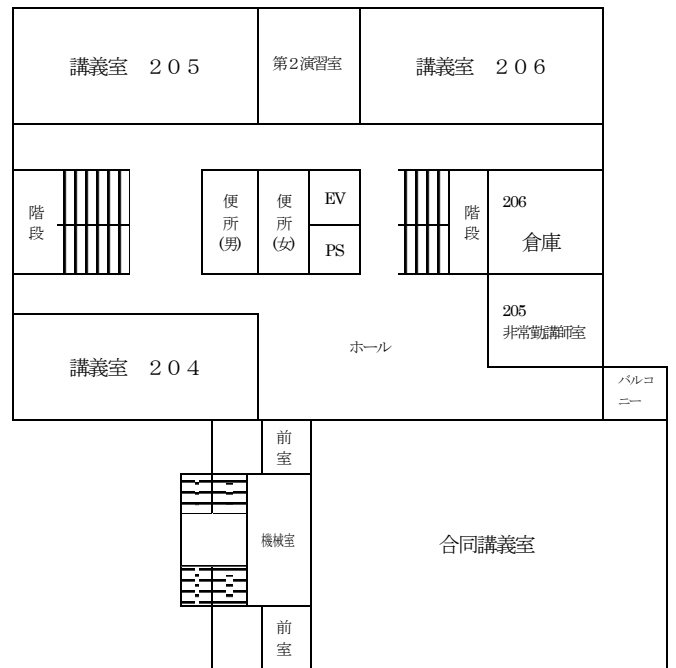 講義室　２０５
第２演習室
講義室　２０６
階
段
便
所
(男)
便
所
(女)
EV
PS
階
段
206
倉庫
205
非常勤講師室
ホール
講義室　２０４
バルコ
ニー
前
室
機械室
合同講義室
前
室